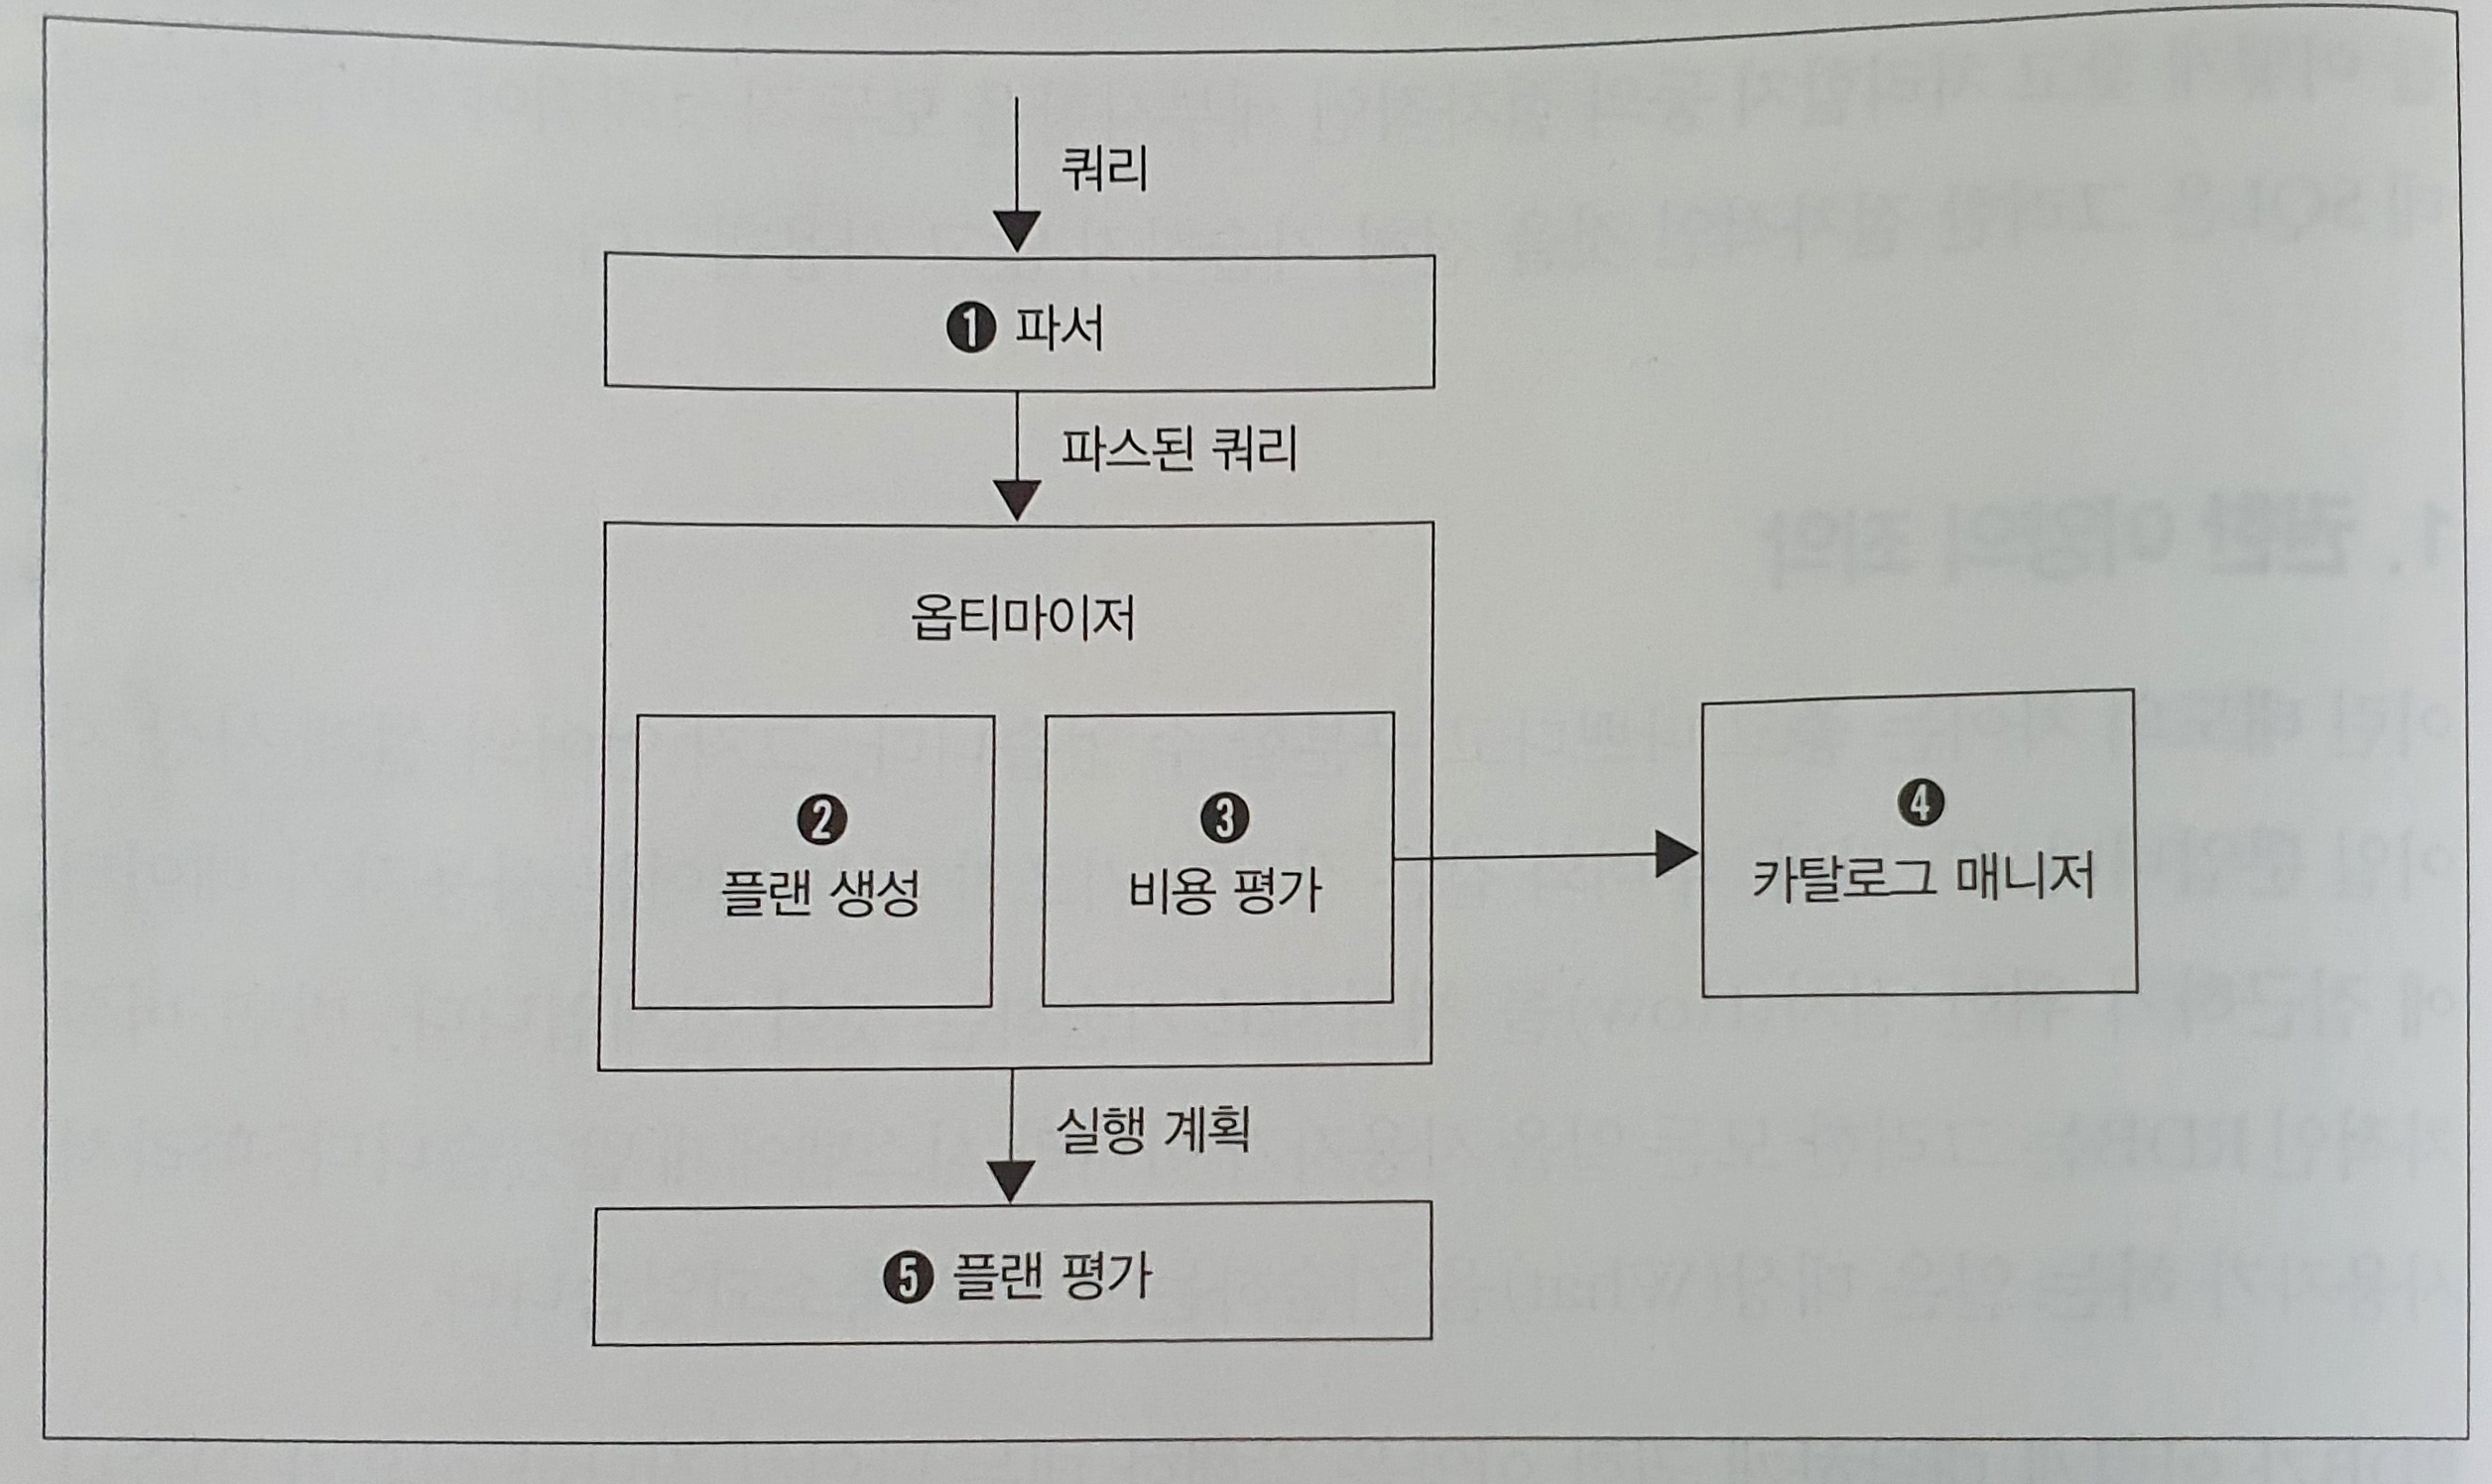 쿼리
❶ 파서
파스된 쿼리
옵티마이저
❷
플랜 생성
❸
비용 평가
❹
카탈로그 매니저
실행 계획
❺ 플랜 평가